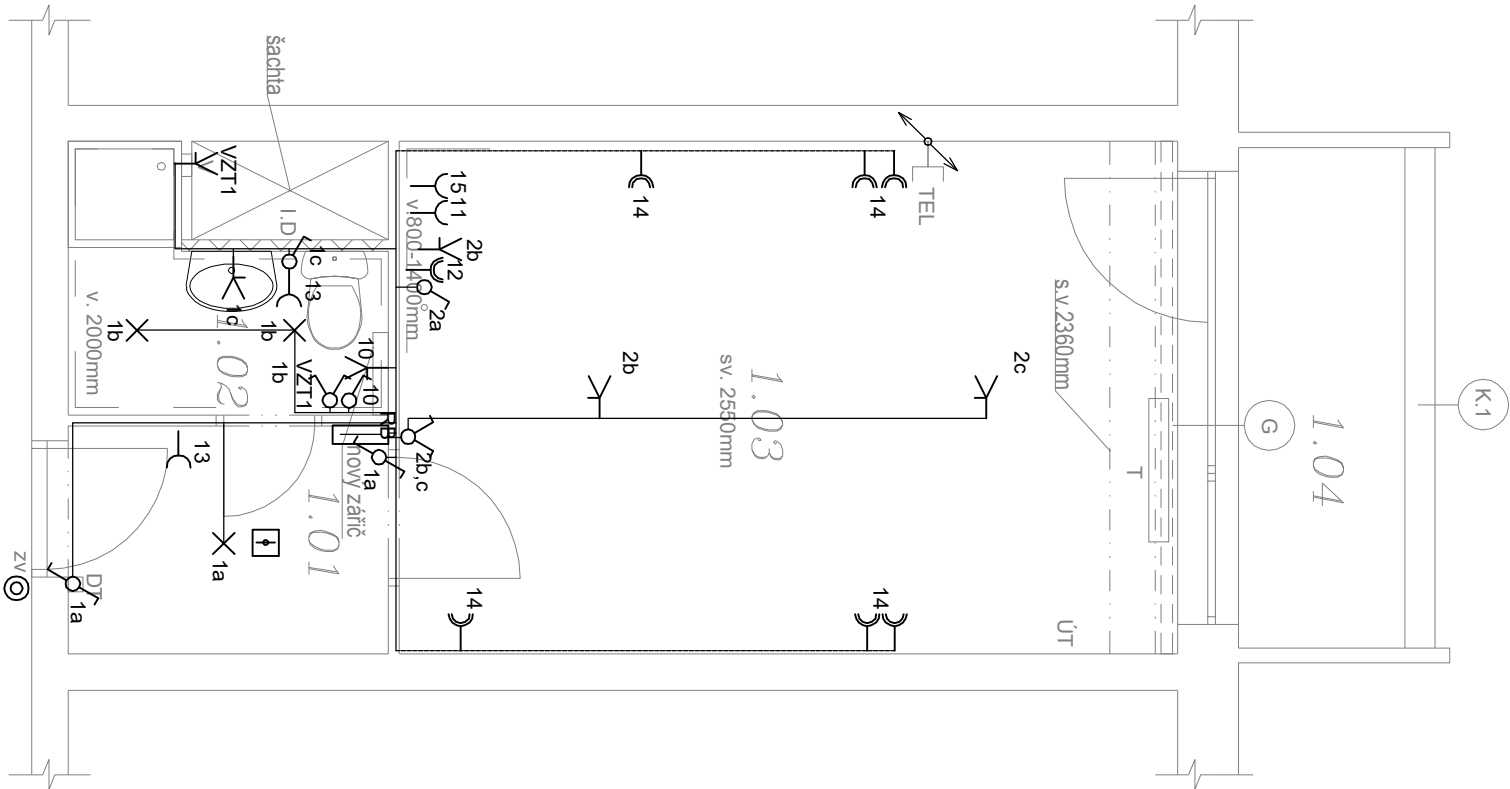 šachta
VZT1
I.D
1c
13
1c
1b
1b
1b
1.02
v. 2000mm
10
10
VZT1
1511
v.800-1400mm
2b
12
2a
14
14
TEL
s.v.2360mm
2b
2c
1.03
sv. 2550mm
T
G
K.1
1.04
2b,c
1a
nový zářič
1.01
13
1a
DT
1a
ZV
14
14
ÚT